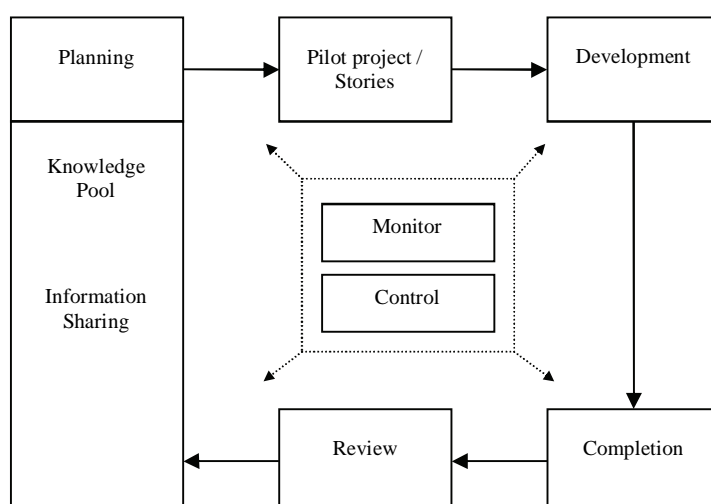 Planning
Pilot project /
Stories
Development
Knowledge
Pool
Monitor
Information
Sharing
Control
Review
Completion